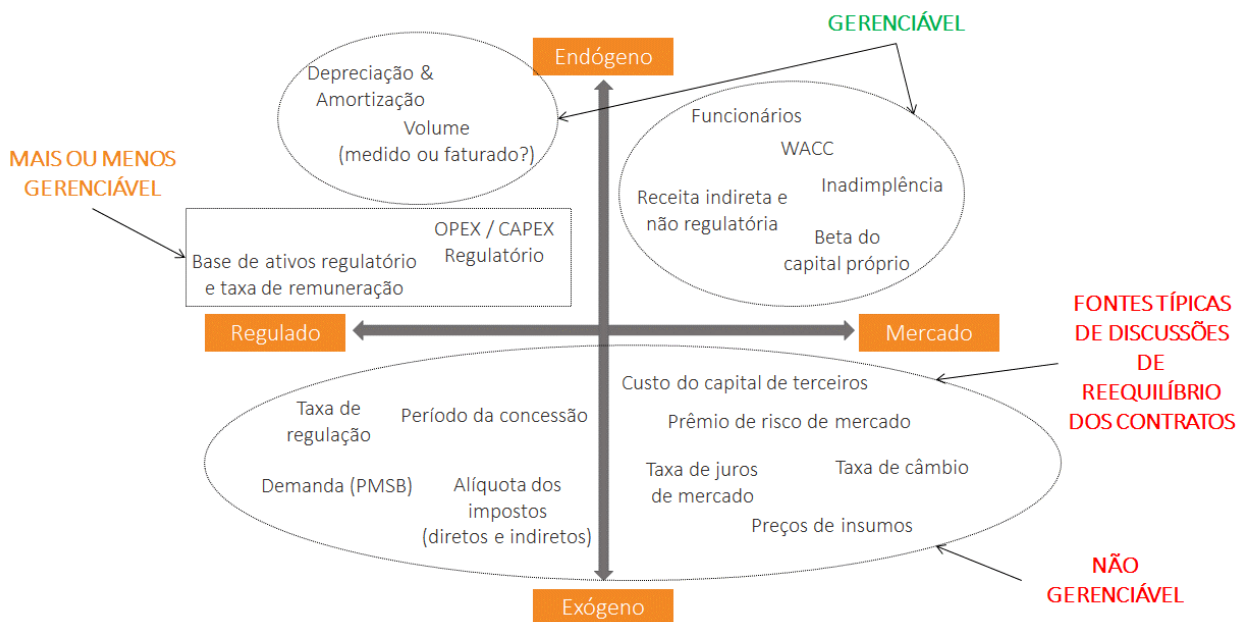 GERENCIÁVEL
Endógeno
Depreciação &
Amortização
Volume
(medido ou faturado?)
Funcionários
WACC
Inadimplência
Receita indireta e
não regulatória
Beta do
capital próprio
MAIS OU MENOS
GERENCIÁVEL
OPEX / CAPEX
Regulatório
Base de ativos regulatório
e taxa de remuneração
Regulado
Mercado
FONTES TÍPICAS
DE DISCUSSÕES
DE
REEQUILÍBRIO
DOS CONTRATOS
Custo do capital de terceiros
Taxa de
regulação
Período da concessão
Prêmio de risco de mercado
Demanda (PMSB)
Alíquota dos
impostos
(diretos e indiretos)
Taxa de juros
de mercado
Taxa de câmbio
Preços de insumos
NÃO
GERENCIÁVEL
Exógeno